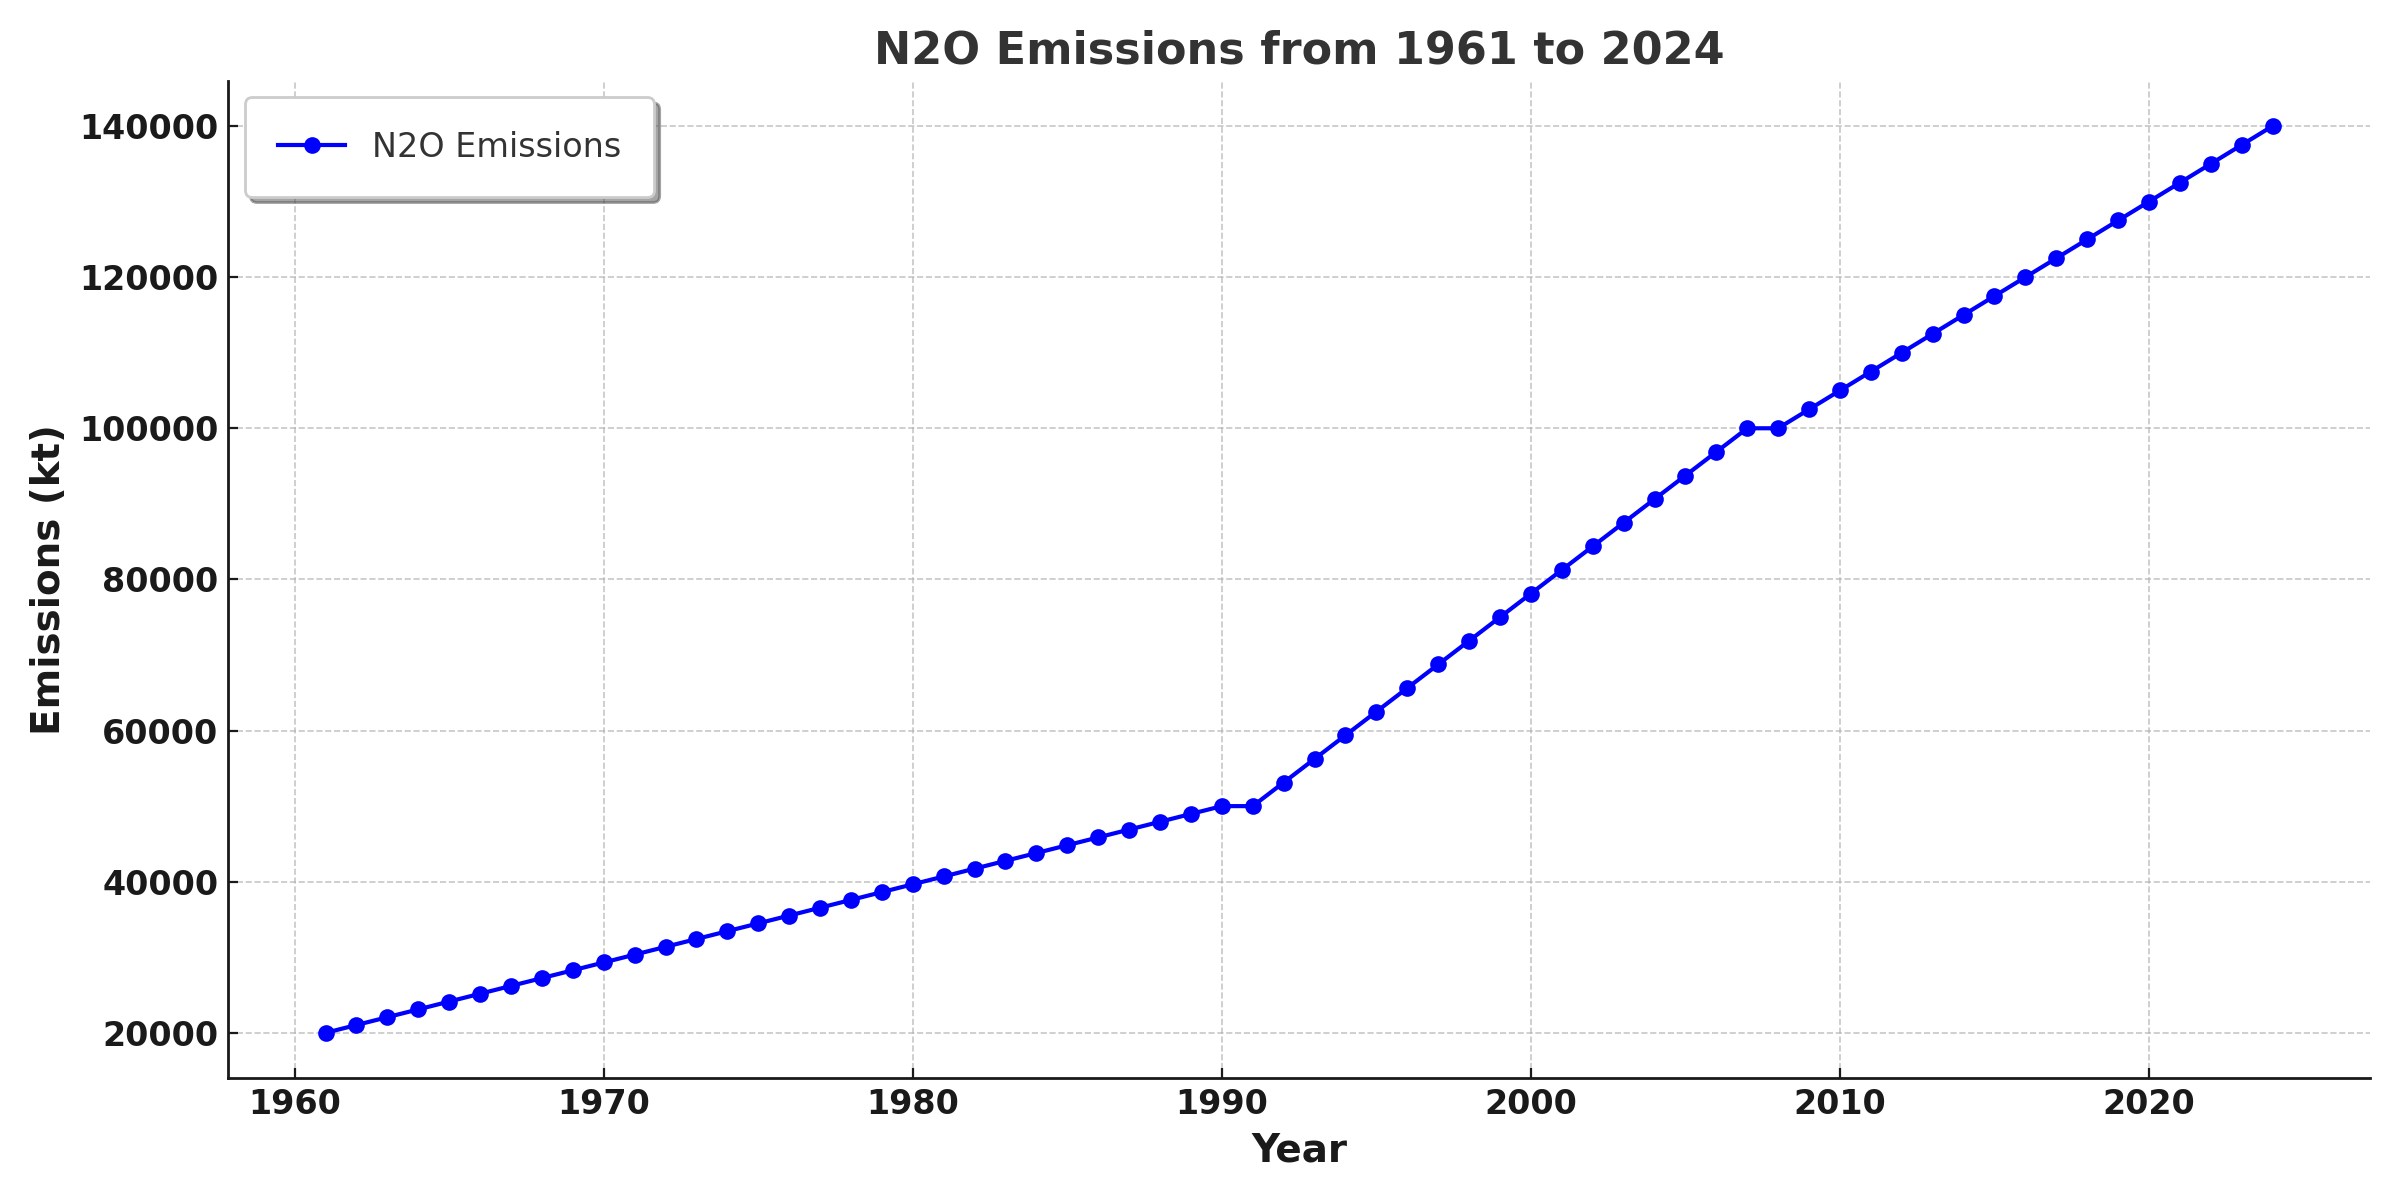 N2O Emissions from 1961 to 2024
N2O Emissions
140000
120000
100000
80000
60000
40000
20000
Emissions (kt)
1960 1970 1980 1990 2000 2010 2020
Year